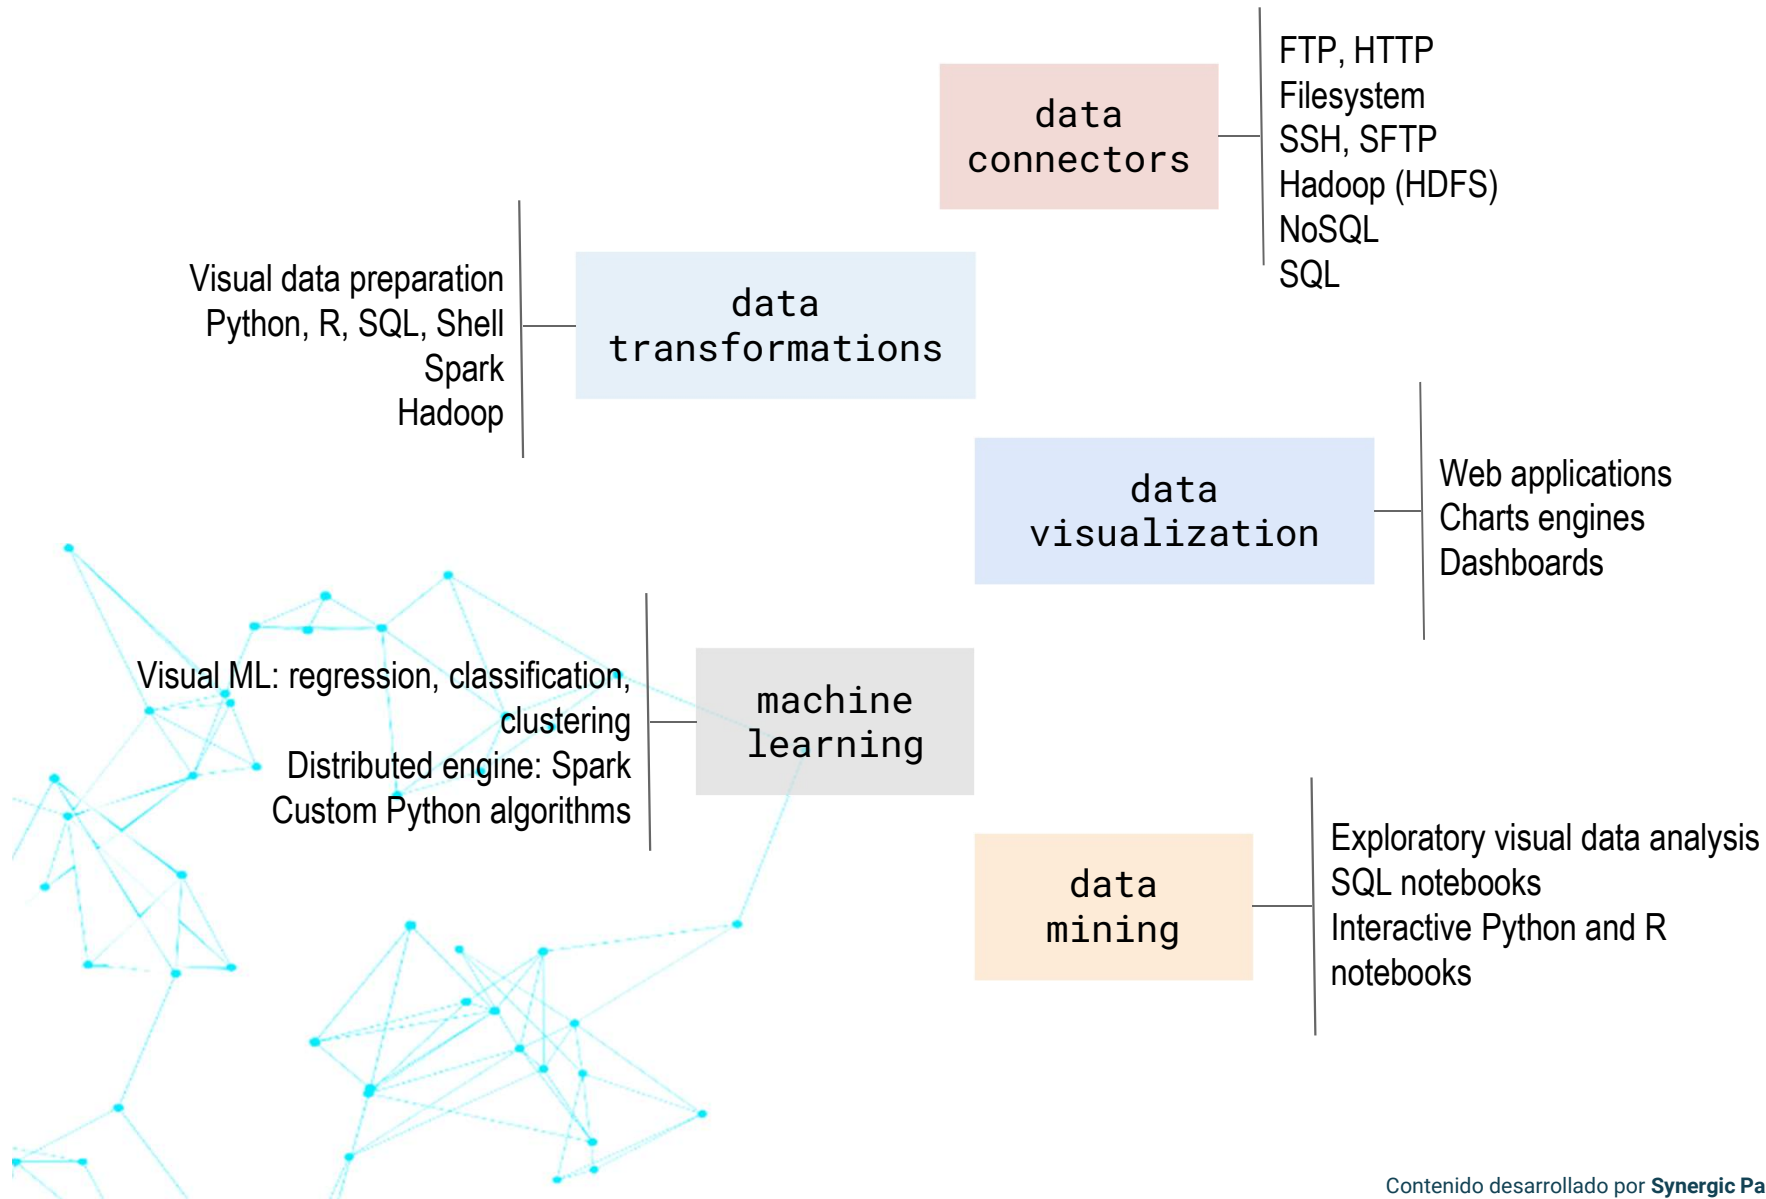 data
connectors
FTP, HTTP
Filesystem
SSH, SFTP
Hadoop (HDFS)
NoSQL
SQL
Visual data preparation
Python, R, SQL, Shell
Spark
Hadoop
data
transformations
data
visualization
Web applications
Charts engines
Dashboards
Visual ML: regression, classification,
clustering
Distributed engine: Spark
Custom Python algorithms
machine
learning
data
mining
Exploratory visual data analysis
SQL notebooks
Interactive Python and R
notebooks
Contenido desarrollado por Synergic Pa